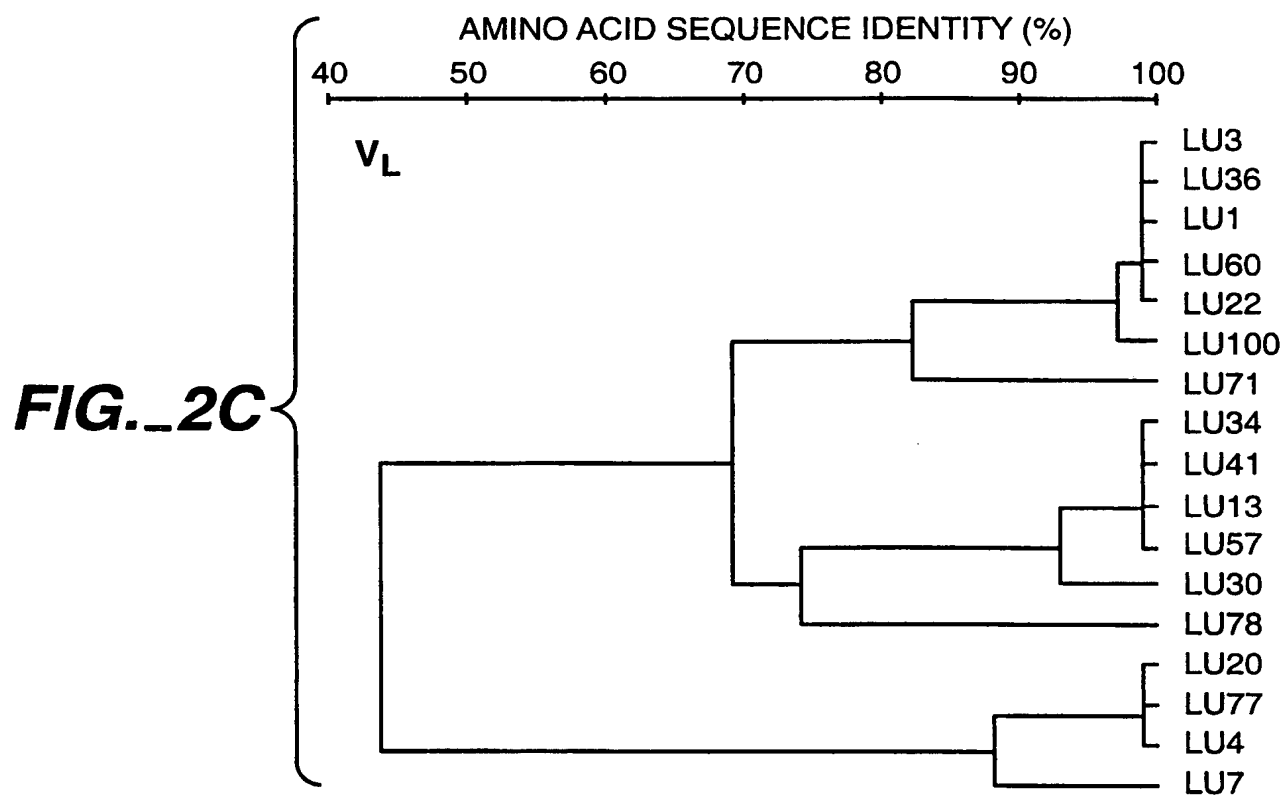 AMINO ACID SEQUENCE IDENTITY (%)
40 50 60 70 80 90 100
VL
LU3
LU36
LU1
LU60
LU22
LU100
LU71
FIG._2C
LU34
LU41
LU13
LU57
LU30
LU78
LU20
LU77
LU4
LU7